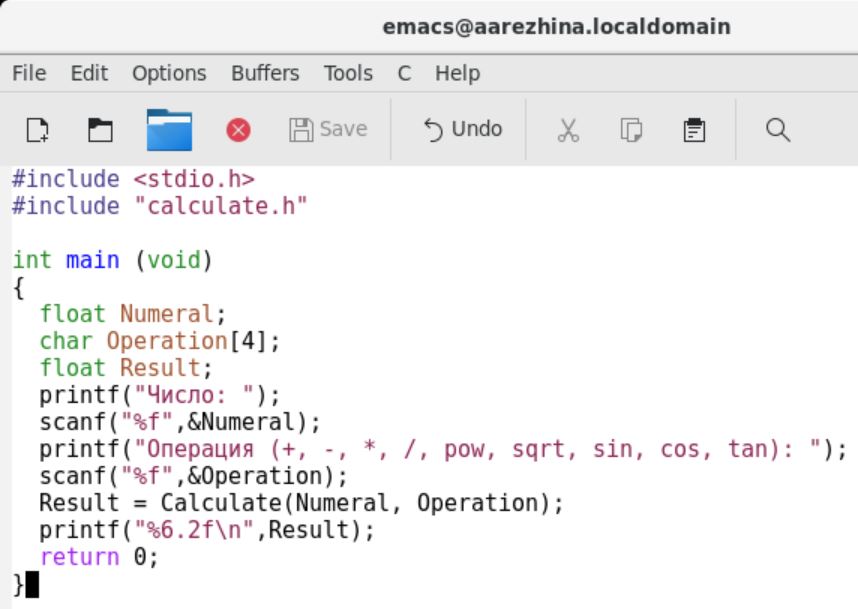 emacs@aarezhina.localdomain
File Edit Options Buffers Tools C Help
Save Undo
#include <stdio.h>
#include "calculate.h"

int main (void)
{
  float Numeral;
  char Operation[4];
  float Result;
  printf("Число: ");
  scanf("%f",&Numeral);
  printf("Операция (+, -, *, /, pow, sqrt, sin, cos, tan): ");
  scanf("%f",&Operation);
  Result = Calculate(Numeral, Operation);
  printf("%6.2f\n",Result);
  return 0;
}